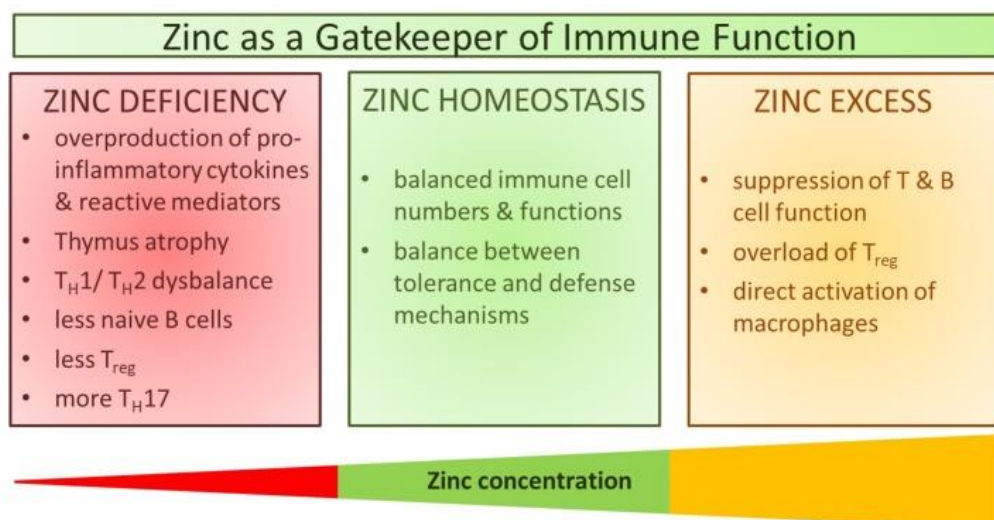 Zinc as a Gatekeeper of Immune Function
ZINC DEFICIENCY
• overproduction of pro-
inflammatory cytokines
& reactive mediators
• Thymus atrophy
• TH1/ TH2 dysbalance
• less naive B cells
• less Treg
• more TH17
ZINC HOMEOSTASIS
• balanced immune cell
numbers & functions
• balance between
tolerance and defense
mechanisms
ZINC EXCESS
• suppression of T & B
cell function
• overload of Treg
• direct activation of
macrophages
Zinc concentration